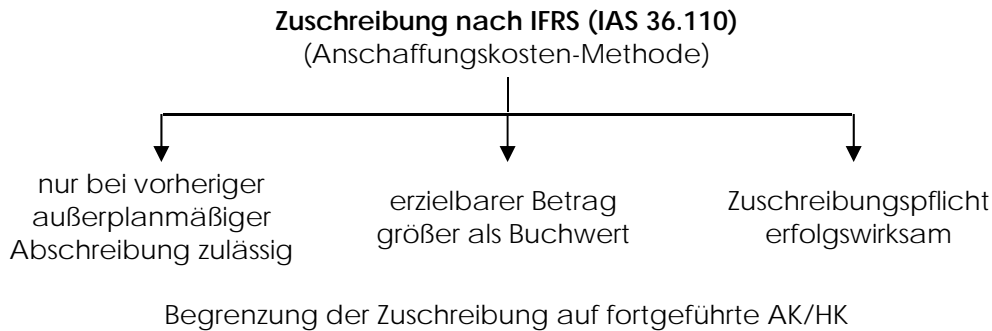 Zuschreibung nach IFRS (IAS 36.110)
(Anschaffungskosten-Methode)
nur bei vorheriger
außerplanmäßiger
Abschreibung zulässig
erzielbarer Betrag
größer als Buchwert
Zuschreibungspflicht
erfolgswirksam
Begrenzung der Zuschreibung auf fortgeführte AK/HK